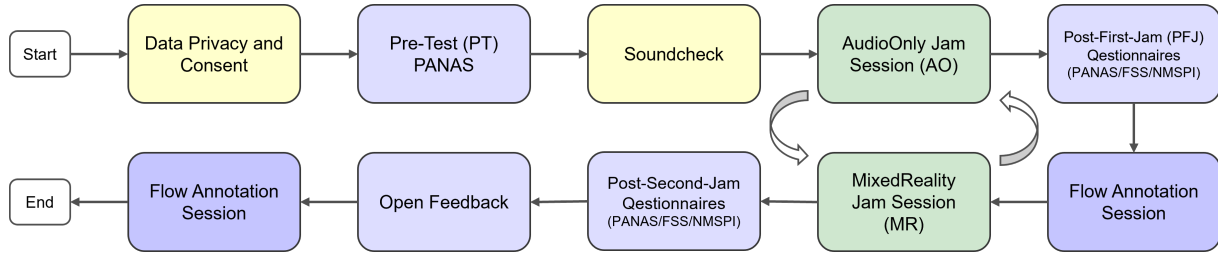 Start
Data Privacy and
Consent
Pre-Test (PT)
PANAS
Soundcheck
AudioOnly Jam
Session (AO)
Post-First-Jam (PFJ)
Qestionnaires
(PANAS/FSS/NMSPI)
Flow Annotation
Session
MixedReality
Jam Session
(MR)
Post-Second-Jam
Qestionnaires
(PANAS/FSS/NMSPI)
Open Feedback
Flow Annotation
Session
End